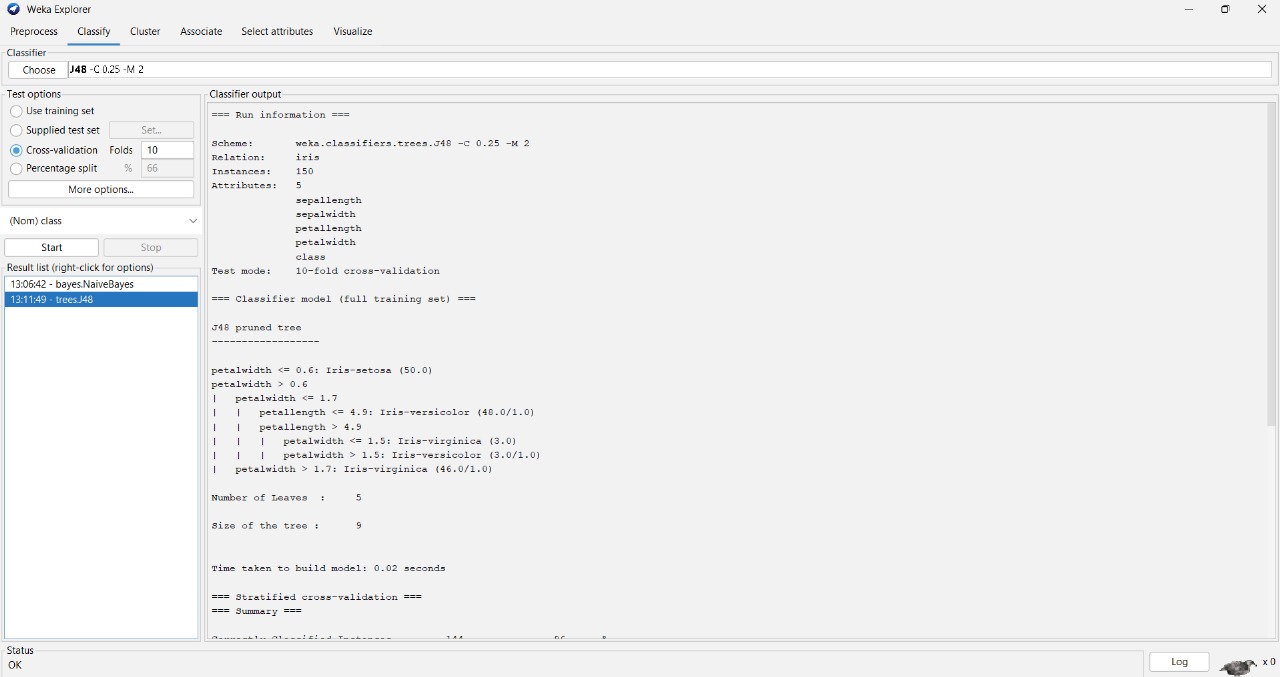 Weka Explorer
Preprocess Classify Cluster Associate Select attributes Visualize
Classifier
Choose J48 -C 0.25 -M 2
Test options
Use training set
Supplied test set Set...
Cross-validation Folds 10
Percentage split % 66
More options...
(Nom) class
Start Stop
Result list (right-click for options)
13:06:42 - bayes.NaiveBayes
13:11:49 - trees.J48
Classifier output
=== Run information ===
Scheme: weka.classifiers.trees.J48 -C 0.25 -M 2
Relation: iris
Instances: 150
Attributes: 5
sepallength
sepalwidth
petallength
petalwidth
class
Test mode: 10-fold cross-validation
=== Classifier model (full training set) ===
J48 pruned tree
------------------
petalwidth <= 0.6: Iris-setosa (50.0)
petalwidth > 0.6
| petalwidth <= 1.7
| | petallength <= 4.9: Iris-versicolor (48.0/1.0)
| | petallength > 4.9
| | | petalwidth <= 1.5: Iris-virginica (3.0)
| | | petalwidth > 1.5: Iris-versicolor (3.0/1.0)
| petalwidth > 1.7: Iris-virginica (46.0/1.0)
Number of Leaves : 5
Size of the tree : 9
Time taken to build model: 0.02 seconds
=== Stratified cross-validation ===
=== Summary ===
Correctly Classified Instances 144 96 %
Status
OK
Log
x 0